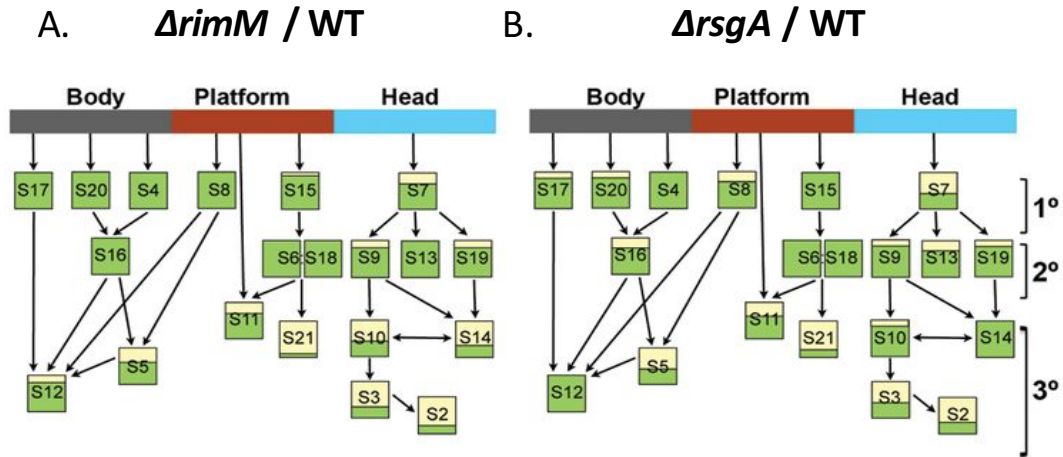 A. ΔrimM / WT
Body Platform Head
S17 S20 S4 S8 S15 S7
S16 S6 S18 S9 S13 S19
S11 S21 S10 S14
S5
S12 S3
S2
B. ΔrsgA / WT
Body Platform Head
S17 S20 S4 S8 S15 S7
1º
S16 S6 S18 S9 S13 S19
2º
S11 S21 S10 S14
S5
S12 S3
3º
S2